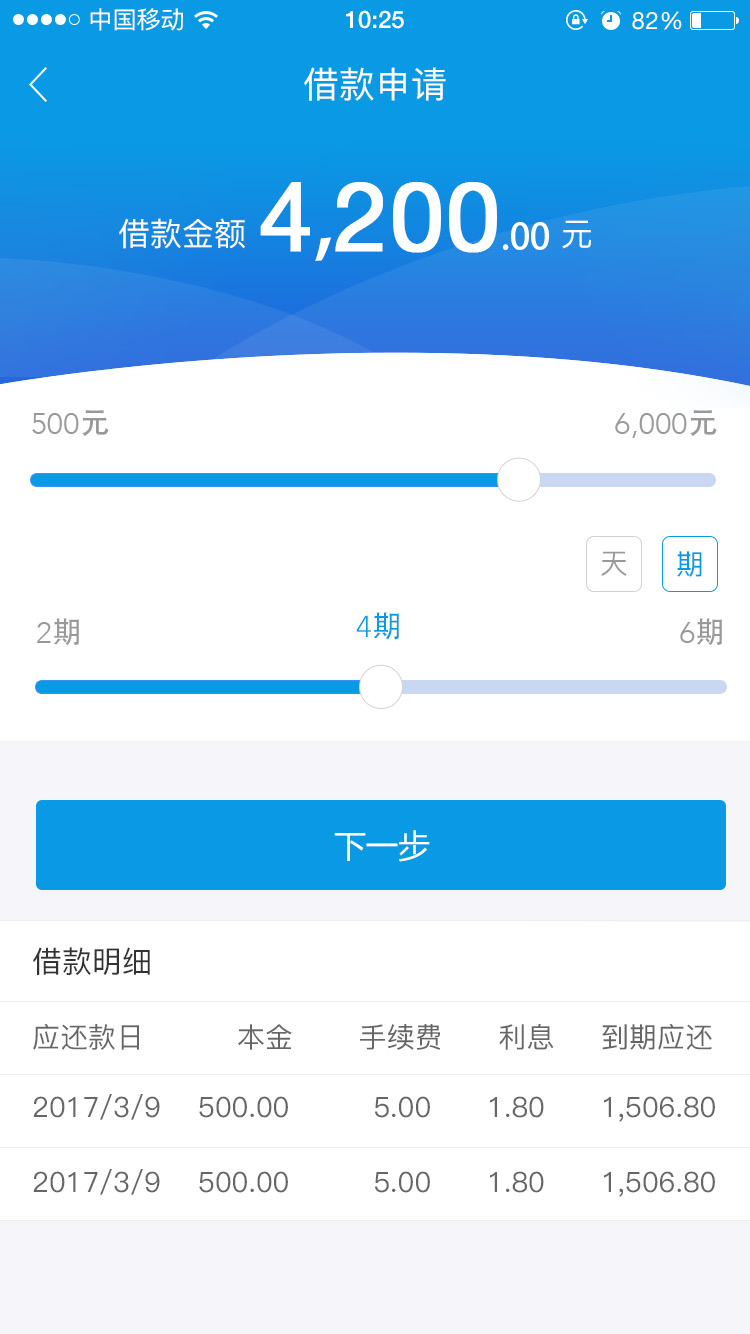 中国移动 10:25 82%
借款申请
借款金额 4,200.00 元
500元 6,000元
天 期
2期 4期 6期
下一步
借款明细
应还款日 本金 手续费 利息 到期应还
2017/3/9 500.00 5.00 1.80 1,506.80
2017/3/9 500.00 5.00 1.80 1,506.80